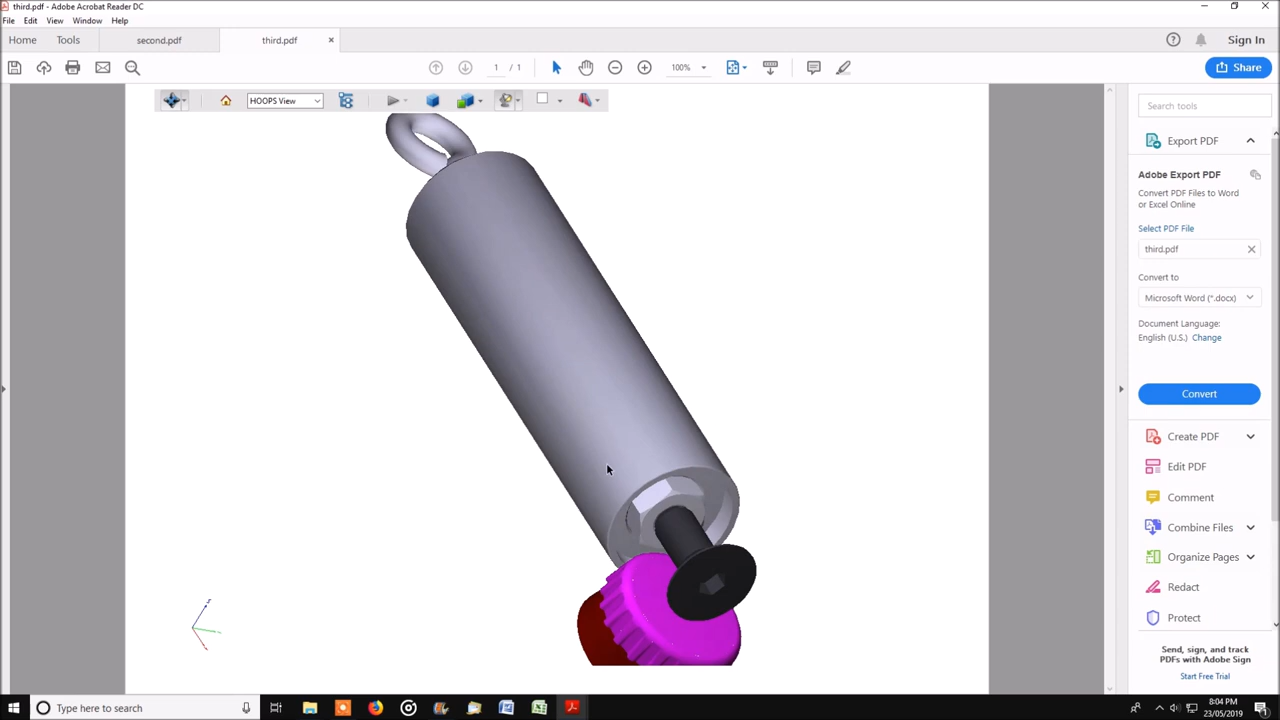 third.pdf - Adobe Acrobat Reader DC
File Edit View Window Help
Home Tools second.pdf third.pdf Sign In
1 / 1 100% Share
HOOPS View
Search tools
Export PDF
Adobe Export PDF
Convert PDF Files to Word
or Excel Online
Select PDF File
third.pdf
Convert to
Microsoft Word (*.docx)
Document Language:
English (U.S.) Change
Convert
Create PDF
Edit PDF
Comment
Combine Files
Organize Pages
Redact
Protect
Send, sign, and track
PDFs with Adobe Sign
Start Free Trial
Type here to search
8:04 PM
23/05/2019